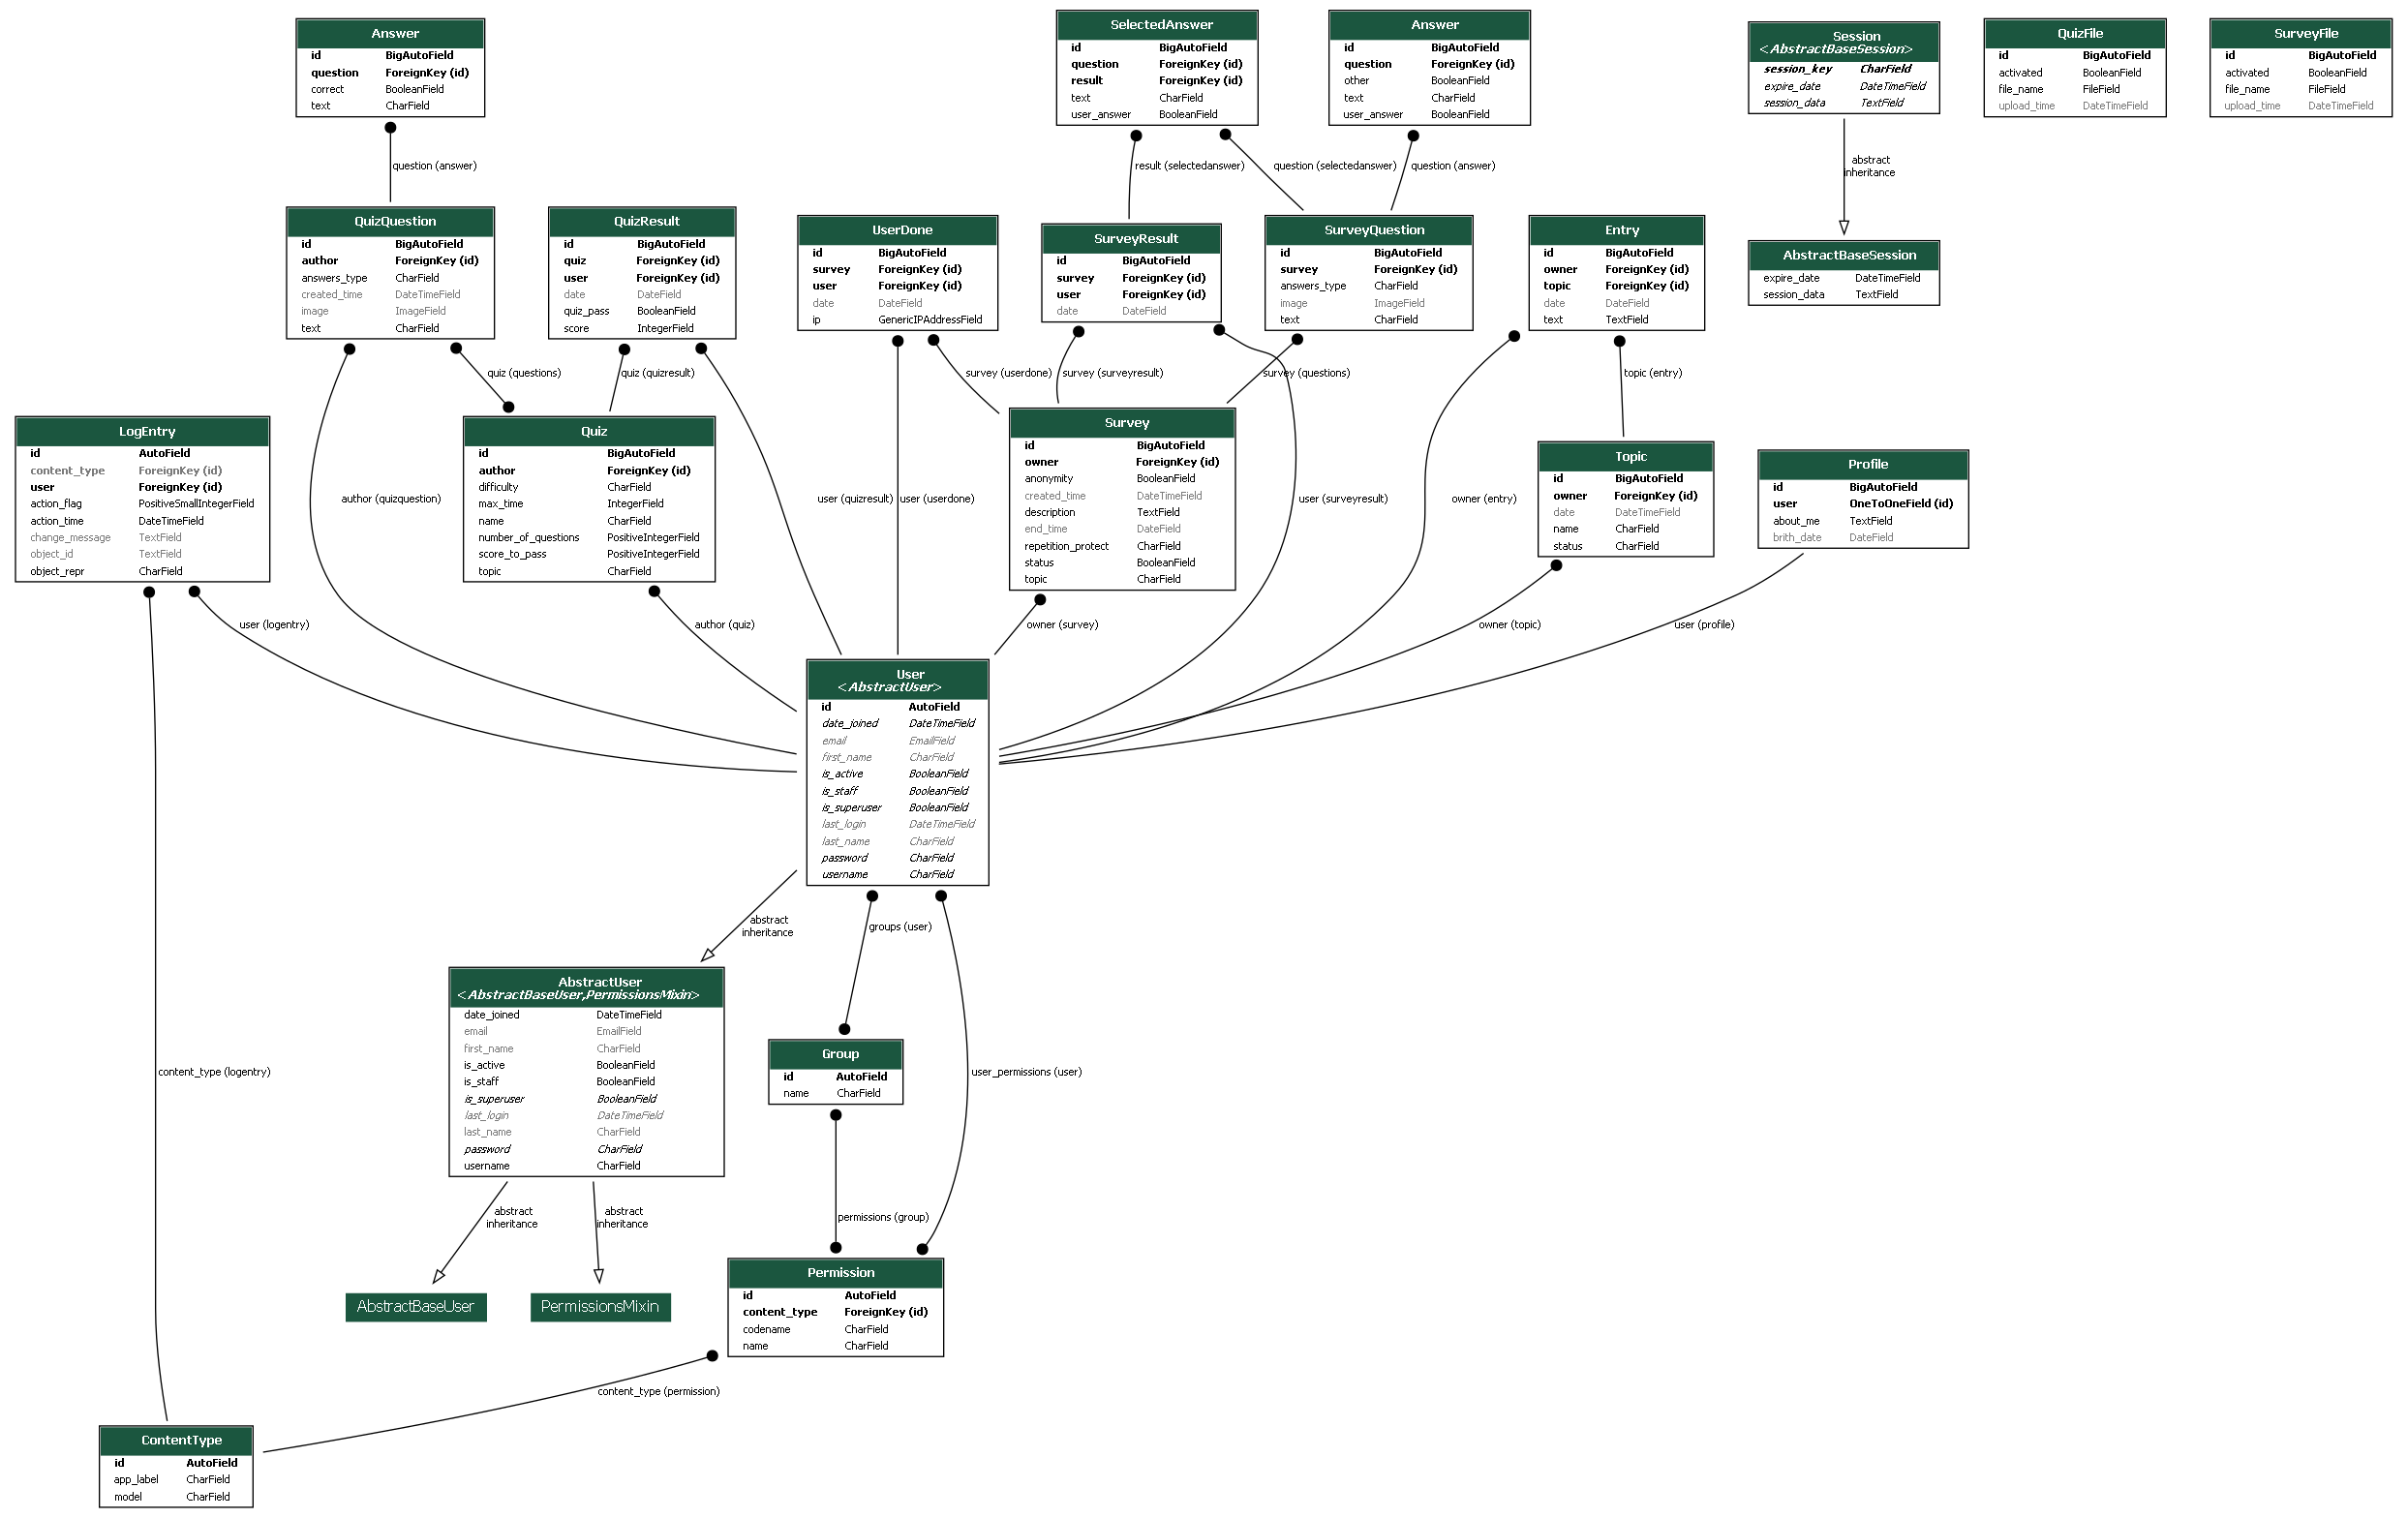 Answer
id BigAutoField
question ForeignKey (id)
correct BooleanField
text CharField
SelectedAnswer
id BigAutoField
question ForeignKey (id)
result ForeignKey (id)
text CharField
user_answer BooleanField
Answer
id BigAutoField
question ForeignKey (id)
other BooleanField
text CharField
user_answer BooleanField
Session
<AbstractBaseSession>
session_key CharField
expire_date DateTimeField
session_data TextField
QuizFile
id BigAutoField
activated BooleanField
file_name FileField
upload_time DateTimeField
SurveyFile
id BigAutoField
activated BooleanField
file_name FileField
upload_time DateTimeField
question (answer)
result (selectedanswer)
question (selectedanswer)
question (answer)
abstract
inheritance
QuizQuestion
id BigAutoField
author ForeignKey (id)
answers_type CharField
created_time DateTimeField
image ImageField
text CharField
QuizResult
id BigAutoField
quiz ForeignKey (id)
user ForeignKey (id)
date DateField
quiz_pass BooleanField
score IntegerField
UserDone
id BigAutoField
survey ForeignKey (id)
user ForeignKey (id)
date DateField
ip GenericIPAddressField
SurveyResult
id BigAutoField
survey ForeignKey (id)
user ForeignKey (id)
date DateField
SurveyQuestion
id BigAutoField
survey ForeignKey (id)
answers_type CharField
image ImageField
text CharField
Entry
id BigAutoField
owner ForeignKey (id)
topic ForeignKey (id)
date DateField
text TextField
AbstractBaseSession
expire_date DateTimeField
session_data TextField
quiz (questions)
quiz (quizresult)
survey (userdone)
survey (surveyresult)
survey (questions)
topic (entry)
LogEntry
id AutoField
content_type ForeignKey (id)
user ForeignKey (id)
action_flag PositiveSmallIntegerField
action_time DateTimeField
change_message TextField
object_id TextField
object_repr CharField
author (quizquestion)
Quiz
id BigAutoField
author ForeignKey (id)
difficulty CharField
max_time IntegerField
name CharField
number_of_questions PositiveIntegerField
score_to_pass PositiveIntegerField
topic CharField
user (quizresult)
user (userdone)
Survey
id BigAutoField
owner ForeignKey (id)
anonymity BooleanField
created_time DateTimeField
description TextField
end_time DateField
repetition_protect CharField
status BooleanField
topic CharField
user (surveyresult)
owner (entry)
Topic
id BigAutoField
owner ForeignKey (id)
date DateTimeField
name CharField
status CharField
Profile
id BigAutoField
user OneToOneField (id)
about_me TextField
brith_date DateField
user (logentry)
author (quiz)
owner (survey)
owner (topic)
user (profile)
User
<AbstractUser>
id AutoField
date_joined DateTimeField
email EmailField
first_name CharField
is_active BooleanField
is_staff BooleanField
is_superuser BooleanField
last_login DateTimeField
last_name CharField
password CharField
username CharField
abstract
inheritance
groups (user)
AbstractUser
<AbstractBaseUser,PermissionsMixin>
date_joined DateTimeField
email EmailField
first_name CharField
is_active BooleanField
is_staff BooleanField
is_superuser BooleanField
last_login DateTimeField
last_name CharField
password CharField
username CharField
Group
id AutoField
name CharField
content_type (logentry)
user_permissions (user)
abstract
inheritance
abstract
inheritance
permissions (group)
AbstractBaseUser
PermissionsMixin
Permission
id AutoField
content_type ForeignKey (id)
codename CharField
name CharField
content_type (permission)
ContentType
id AutoField
app_label CharField
model CharField